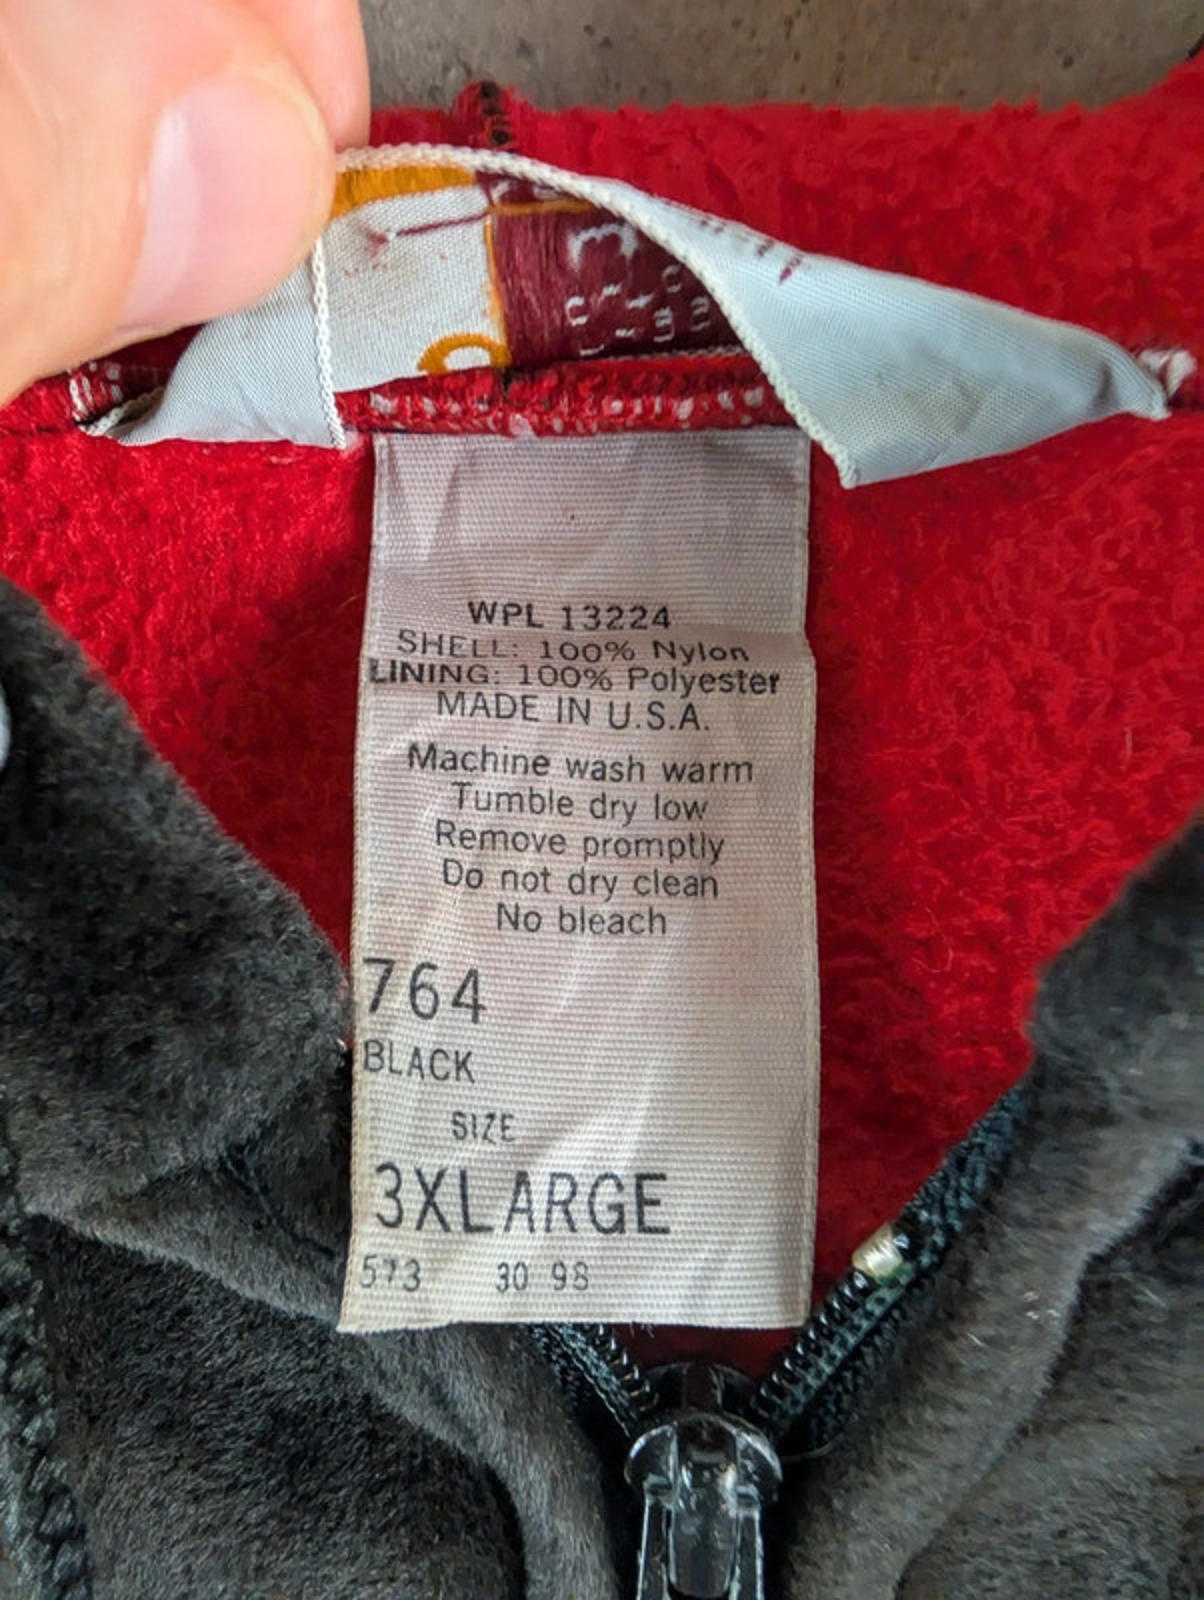 WPL 13224
SHELL: 100% Nylon
LINING: 100% Polyester
MADE IN U.S.A.
Machine wash warm
Tumble dry low
Remove promptly
Do not dry clean
No bleach
764
BLACK
SIZE
3XLARGE
573 30 98